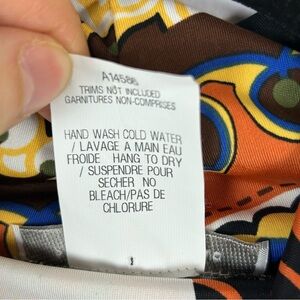 A14586
TRIMS NOT INCLUDED
GARNITURES NON-COMPRISES
HAND WASH COLD WATER
/ LAVAGE A MAIN EAU
FROIDE HANG TO DRY
/ SUSPENDRE POUR
SECHER NO
BLEACH/PAS DE
CHLORURE